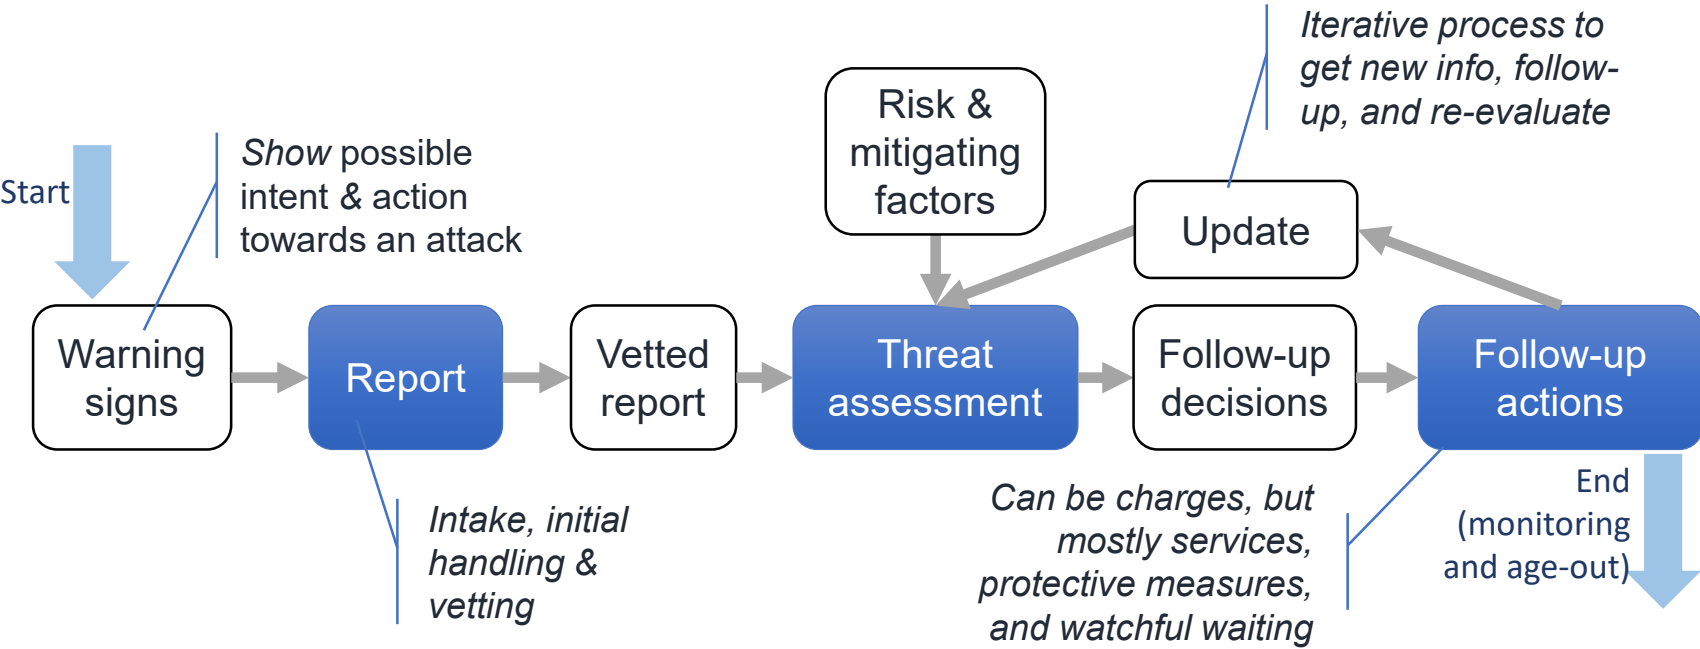 Iterative process to
get new info, follow-
up, and re-evaluate
Risk &
mitigating
factors
Show possible
intent & action
towards an attack
Start
Update
Warning
signs
Report
Vetted
report
Threat
assessment
Follow-up
decisions
Follow-up
actions
Intake, initial
handling &
vetting
Can be charges, but
mostly services,
protective measures,
and watchful waiting
End
(monitoring
and age-out)